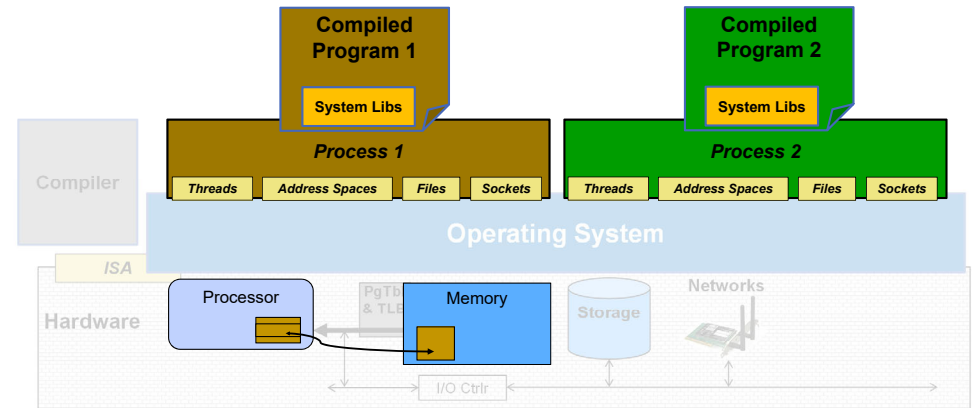 Compiled
Program 1
System Libs
Compiled
Program 2
System Libs
Process 1
Process 2
Threads
Address Spaces
Files
Sockets
Threads
Address Spaces
Files
Sockets
Compiler
Operating System
ISA
Hardware
Processor
PgTbl
& TLB
Memory
Storage
Networks
I/O Ctrlr